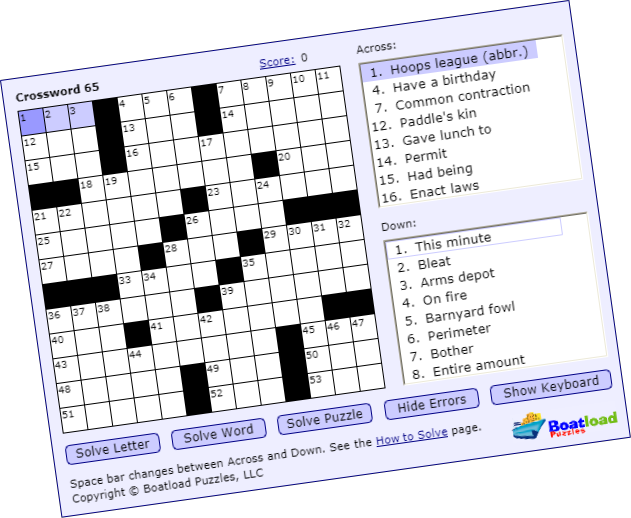 Score: 0
Crossword 65
1 2 3 4 5 6 7 8 9 10 11
12 13 14
15 16 17
18 19 20
21 22 23 24
25 26
27 28 29 30 31 32
33 34 35
36 37 38 39
40 41 42
43 44 45 46 47
48 49 50
51 52 53
Across:
1. Hoops league (abbr.)
4. Have a birthday
7. Common contraction
12. Paddle's kin
13. Gave lunch to
14. Permit
15. Had being
16. Enact laws
Down:
1. This minute
2. Bleat
3. Arms depot
4. On fire
5. Barnyard fowl
6. Perimeter
7. Bother
8. Entire amount
Solve Letter Solve Word Solve Puzzle Hide Errors Show Keyboard
Space bar changes between Across and Down. See the How to Solve page.
Copyright © Boatload Puzzles, LLC
Boatload
Puzzles